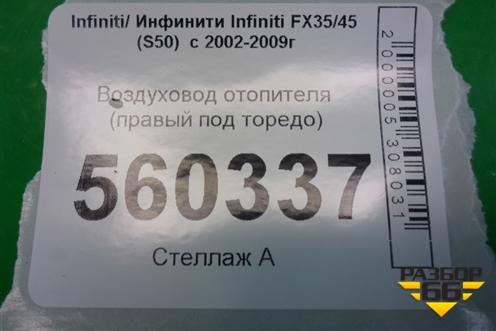 Infiniti/ Инфинити Infiniti FX35/45
(S50) с 2002-2009г
Воздуховод отопителя
(правый под торедо)
560337
Стеллаж А
2000005308031
РАЗБОР
66